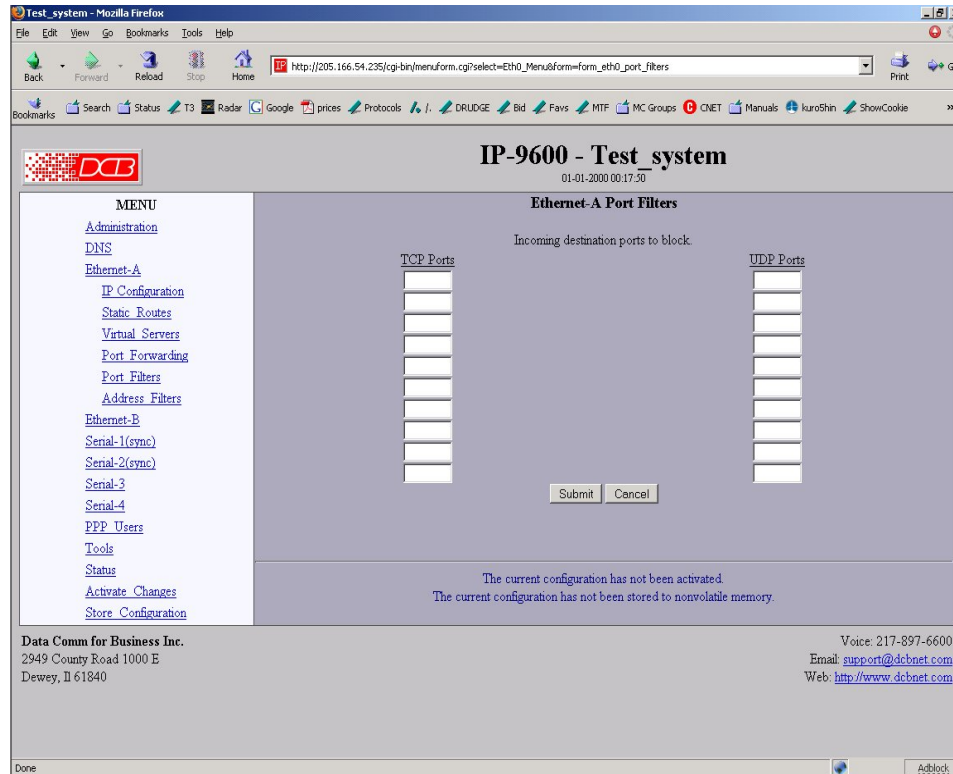 Test_system - Mozilla Firefox
File Edit View Go Bookmarks Tools Help
Back Forward Reload Stop Home IP http://205.166.54.235/cgi-bin/menuform.cgi?select=Eth0_Menu&form=form_eth0_port_filters Print G
Bookmarks Search Status T3 Radar Google prices Protocols /. DRUDGE Bid Favs MTF MC Groups CNET Manuals kuro5hin ShowCookie »
DCB
IP-9600 - Test_system
01-01-2000 00:17:50
MENU
Administration
DNS
Ethernet-A
IP Configuration
Static Routes
Virtual Servers
Port Forwarding
Port Filters
Address Filters
Ethernet-B
Serial-1(sync)
Serial-2(sync)
Serial-3
Serial-4
PPP Users
Tools
Status
Activate Changes
Store Configuration
Ethernet-A Port Filters
Incoming destination ports to block.
TCP Ports UDP Ports
Submit Cancel
The current configuration has not been activated.
The current configuration has not been stored to nonvolatile memory.
Data Comm for Business Inc.
2949 County Road 1000 E
Dewey, Il 61840
Voice: 217-897-6600
Email: support@dcbnet.com
Web: http://www.dcbnet.com
Done Adblock